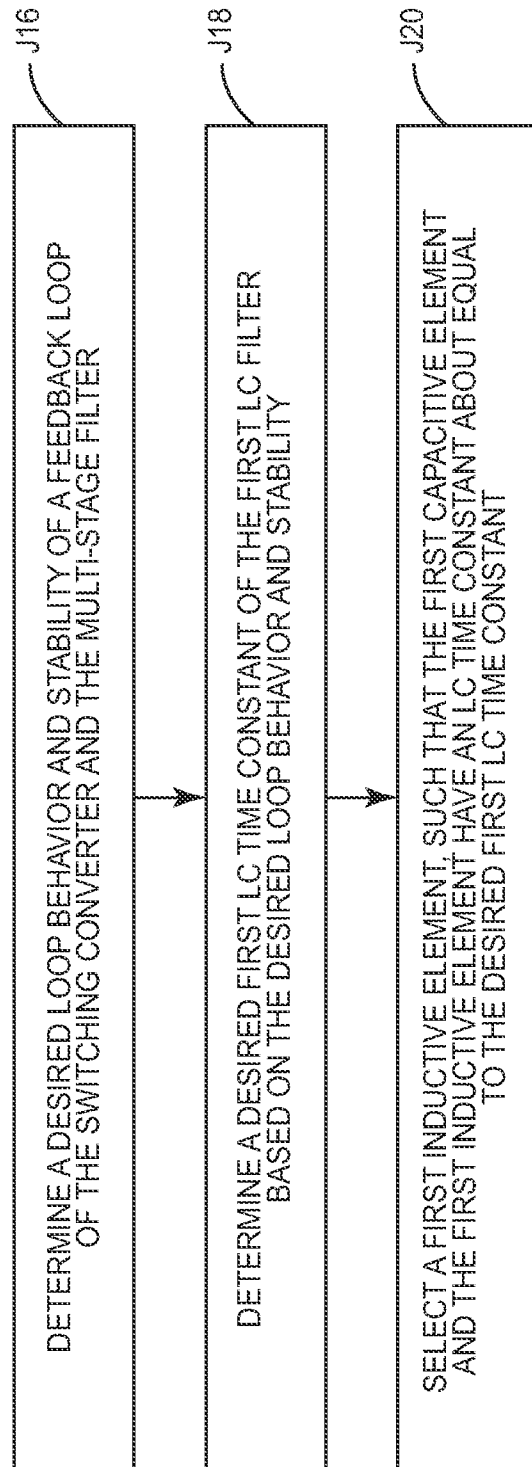 DETERMINE A DESIRED LOOP BEHAVIOR AND STABILITY OF A FEEDBACK LOOP
OF THE SWITCHING CONVERTER AND THE MULTI-STAGE FILTER
J16
DETERMINE A DESIRED FIRST LC TIME CONSTANT OF THE FIRST LC FILTER
BASED ON THE DESIRED LOOP BEHAVIOR AND STABILITY
J18
SELECT A FIRST INDUCTIVE ELEMENT, SUCH THAT THE FIRST CAPACITIVE ELEMENT
AND THE FIRST INDUCTIVE ELEMENT HAVE AN LC TIME CONSTANT ABOUT EQUAL
TO THE DESIRED FIRST LC TIME CONSTANT
J20